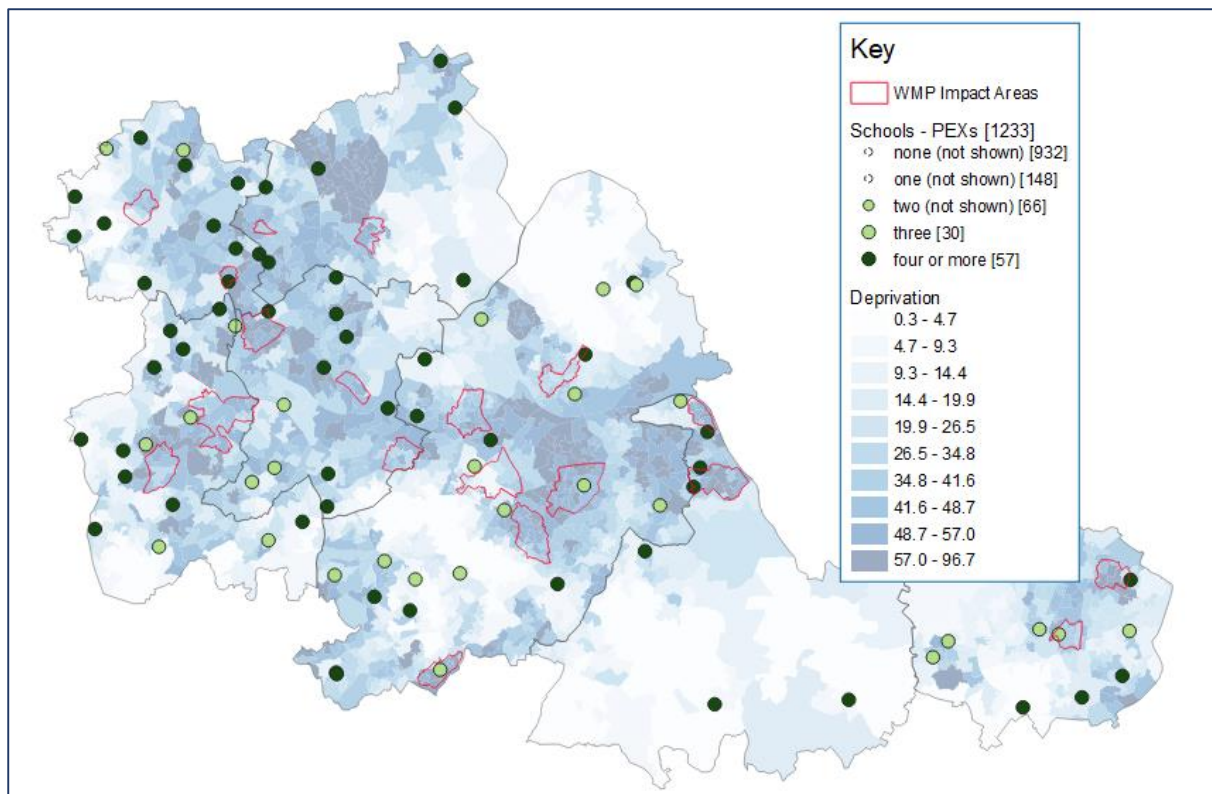 Key
WMP Impact Areas
Schools - PEXs [1233]
none (not shown) [932]
one (not shown) [148]
two (not shown) [66]
three [30]
four or more [57]
Deprivation
0.3 - 4.7
4.7 - 9.3
9.3 - 14.4
14.4 - 19.9
19.9 - 26.5
26.5 - 34.8
34.8 - 41.6
41.6 - 48.7
48.7 - 57.0
57.0 - 96.7